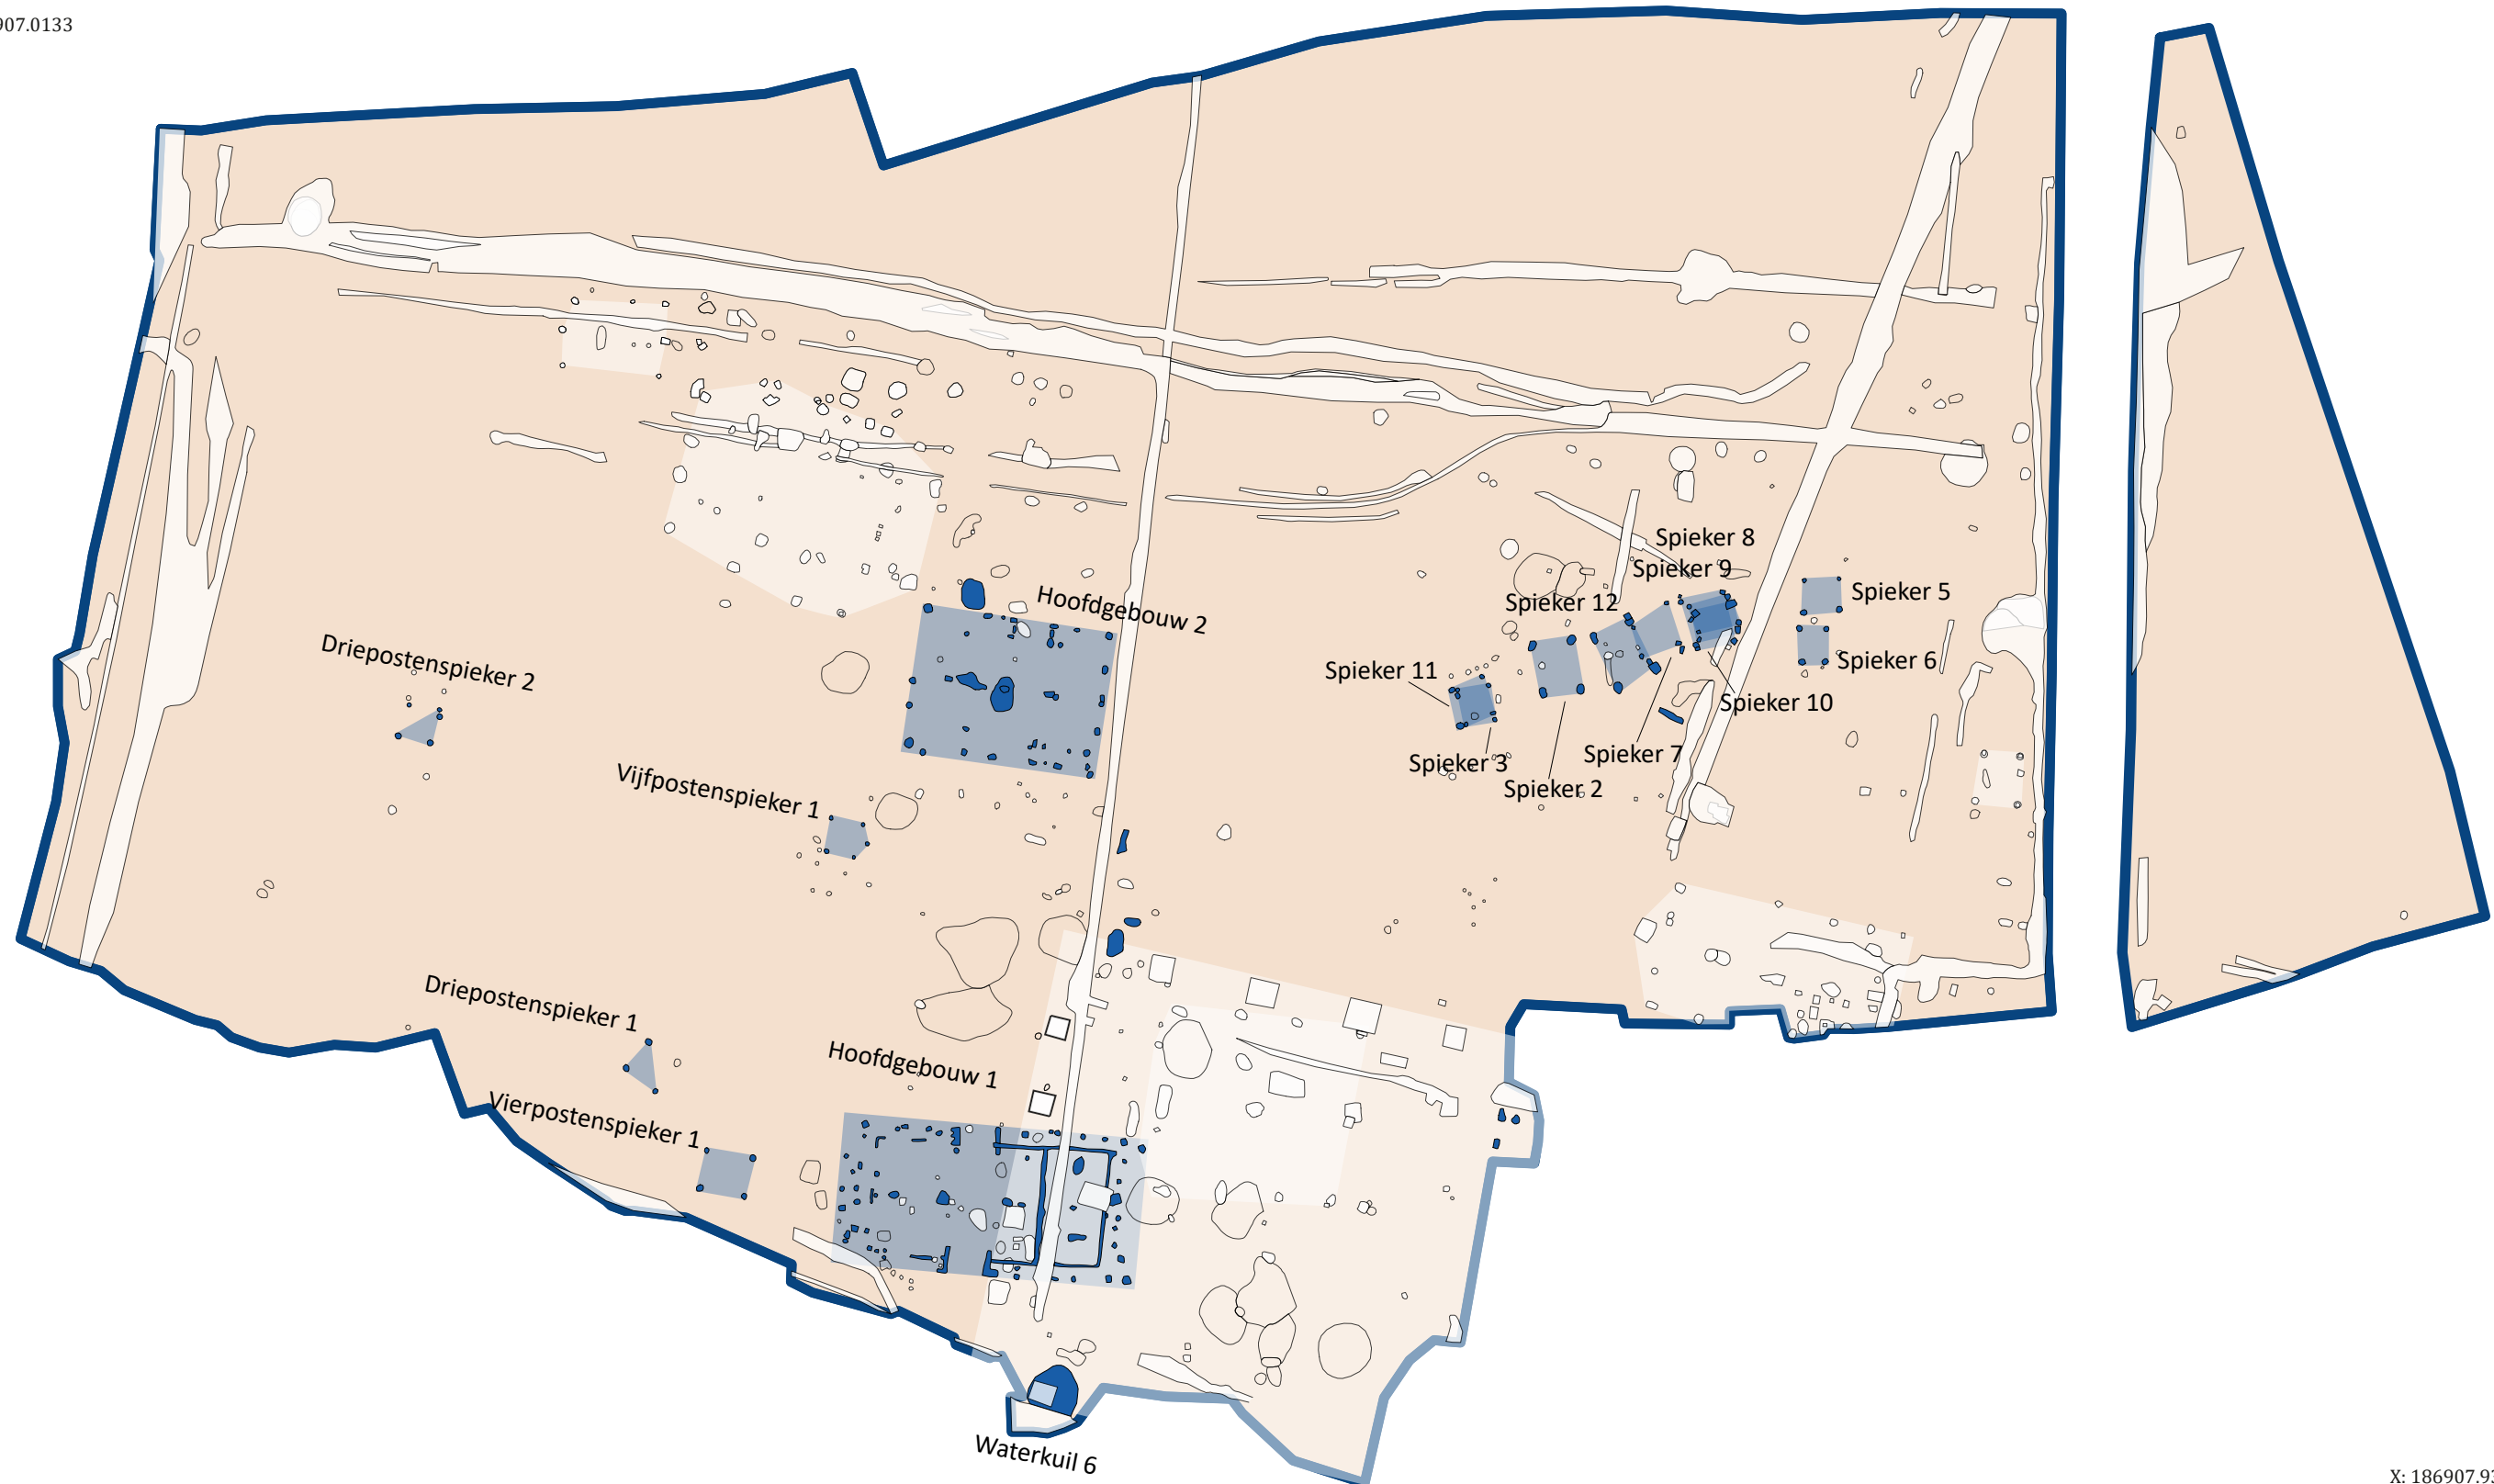 907.0133
Spieker 8
Spieker 9
Spieker 5
Spieker 12
Hoofdgebouw 2
Driepostenspieker 2
Spieker 11
Spieker 6
Spieker 10
Spieker 7
Spieker 3
Vijfpostenspieker 1
Spieker 2
Driepostenspieker 1
Hoofdgebouw 1
Vierpostenspieker 1
Waterkuil 6
X: 186907.93